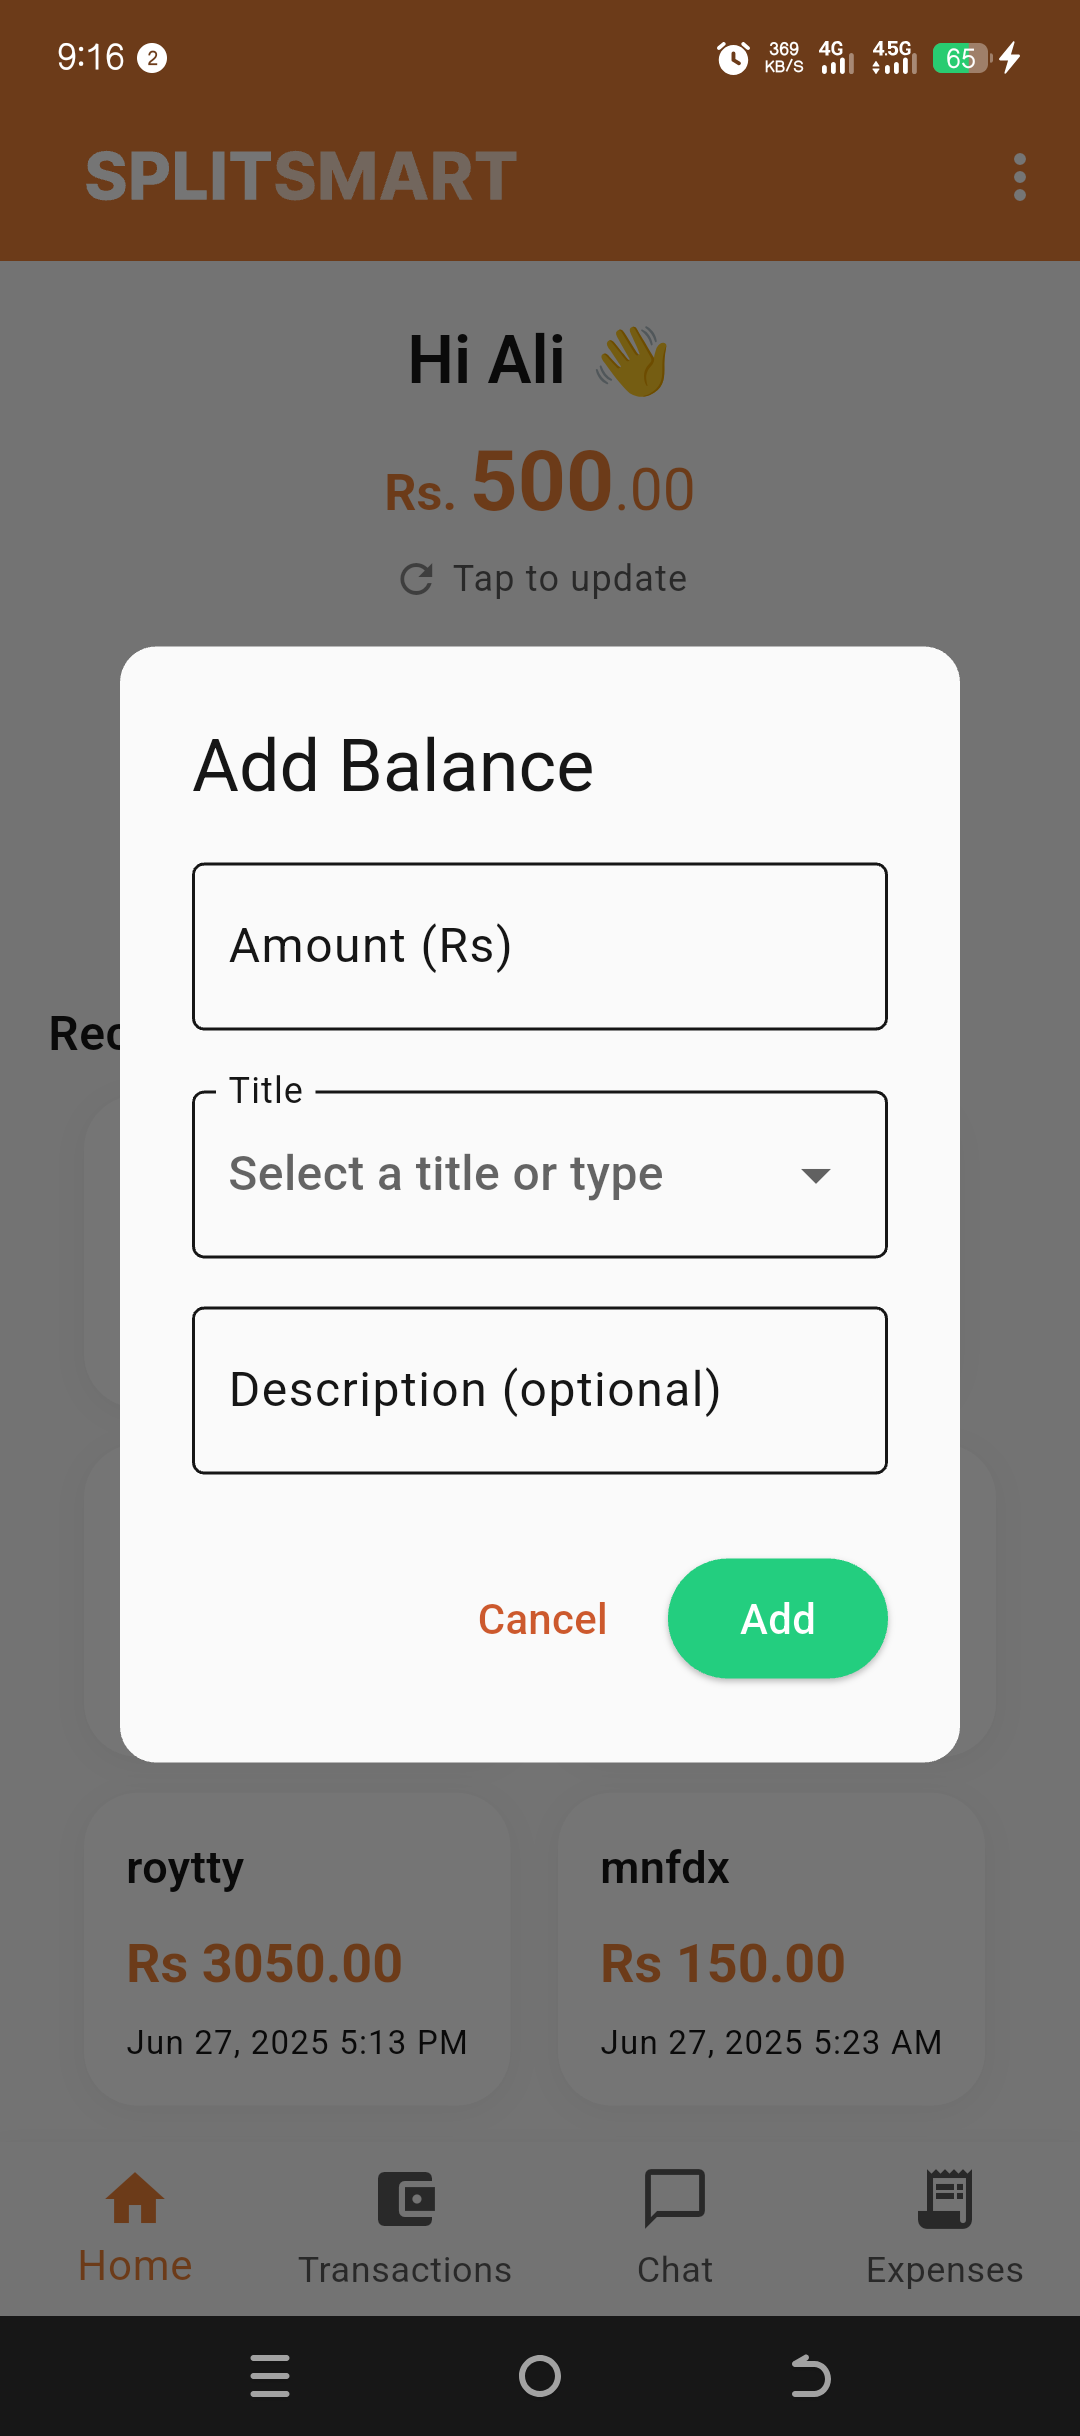 9:16 2 369 KB/S 4G 4.5G 65
SPLITSMART
Hi Ali 👋
Rs. 500.00
Tap to update
Add Balance
Amount (Rs)
Rec
Title
Select a title or type
Description (optional)
Cancel Add
roytty mnfdx
Rs 3050.00 Rs 150.00
Jun 27, 2025 5:13 PM Jun 27, 2025 5:23 AM
Home Transactions Chat Expenses